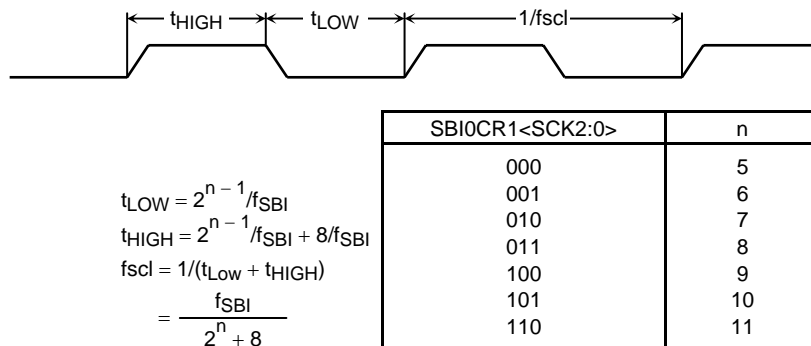 tHIGH tLOW 1/fscl
SBI0CR1<SCK2:0> n
000 5
001 6
010 7
011 8
100 9
101 10
110 11
tLOW = 2^(n − 1)/fSBI
tHIGH = 2^(n − 1)/fSBI + 8/fSBI
fscl = 1/(tLow + tHIGH)
= fSBI
2^n + 8